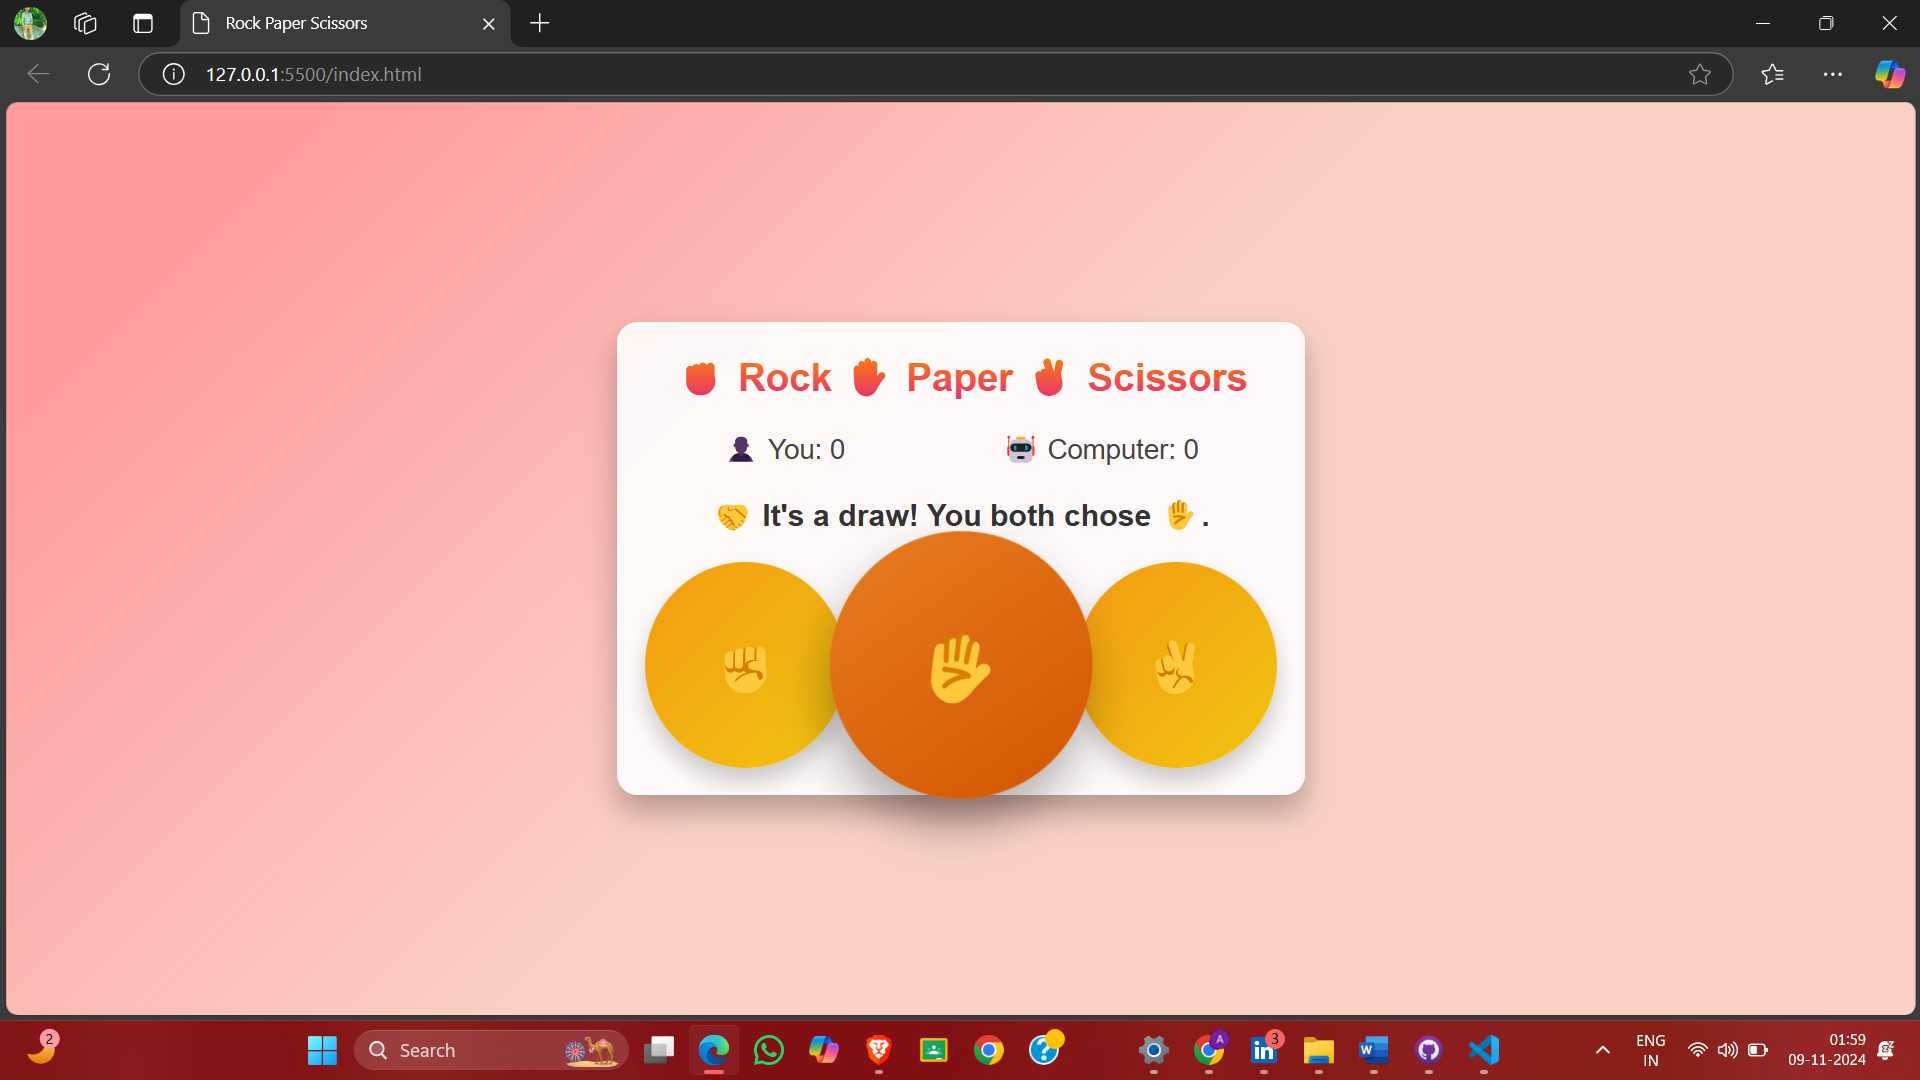 Rock Paper Scissors
127.0.0.1:5500/index.html
✊ Rock ✋ Paper ✌ Scissors
👤 You: 0 🤖 Computer: 0
🤝 It's a draw! You both chose ✋.
✊ ✋ ✌
2
Search
A
3
ENG
IN
01:59
09-11-2024